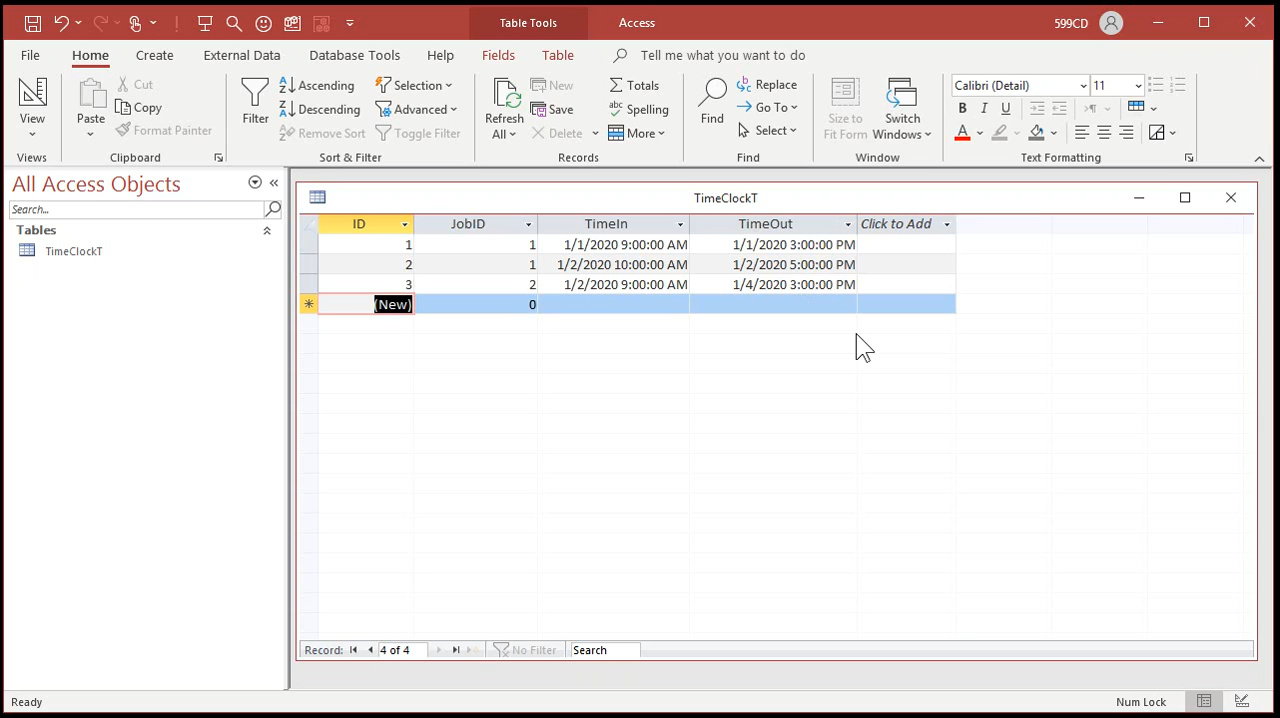 Table Tools
Access
599CD
File
Home
Create
External Data
Database Tools
Help
Fields
Table
Tell me what you want to do
View
Paste
Cut
Copy
Format Painter
Filter
Ascending
Descending
Remove Sort
Selection
Advanced
Toggle Filter
Refresh
All
New
Save
Delete
Totals
Spelling
More
Find
Replace
Go To
Select
Size to
Fit Form
Switch
Windows
Calibri (Detail)
11
B I U
A
Views
Clipboard
Sort & Filter
Records
Find
Window
Text Formatting
All Access Objects
Search...
Tables
TimeClockT
TimeClockT
ID JobID TimeIn TimeOut Click to Add
1 1 1/1/2020 9:00:00 AM 1/1/2020 3:00:00 PM
2 1 1/2/2020 10:00:00 AM 1/2/2020 5:00:00 PM
3 2 1/2/2020 9:00:00 AM 1/4/2020 3:00:00 PM
(New) 0
Record: 4 of 4 No Filter Search
Ready
Num Lock